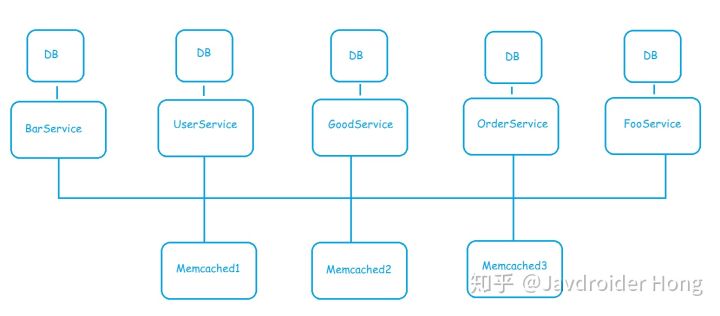 DB
DB
DB
DB
DB
BarService
UserService
GoodService
OrderService
FooService
Memcached1
Memcached2
Memcached3
知乎 @Javdroider Hong